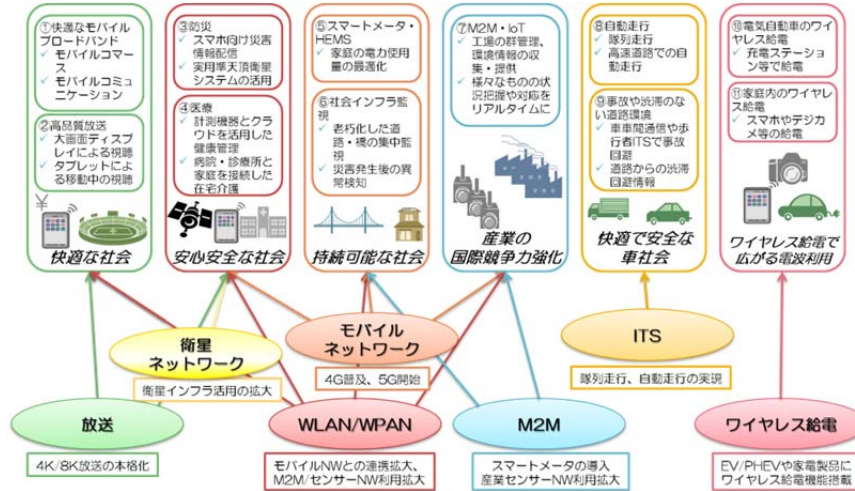 ①快適なモバイル
ブロードバンド
✓ モバイルコマース
✓ モバイルコミュニケーション
②高品質放送
✓ 大画面ディスプレイによる視聴
✓ タブレットによる移動中の視聴
¥
快適な社会
③防災
✓ スマホ向け災害
情報配信
✓ 実用準天頂衛星
システムの活用
④医療
✓ 計測機器とクラ
ウドを活用した
健康管理
✓ 病院・診療所と
家庭を接続した
在宅介護
安心安全な社会
⑤スマートメータ・
HEMS
✓ 家庭の電力使用
量の最適化
⑥社会インフラ監
視
✓ 老朽化した道
路・橋の集中監
視
✓ 災害発生後の異
常検知
持続可能な社会
⑦M2M・IoT
✓ 工場の群管理、
環境情報の収
集・提供
✓ 様々なものの状
況把握や対応を
リアルタイムに
産業の
国際競争力強化
⑧自動走行
✓ 隊列走行
✓ 高速道路での自
動走行
⑨事故や渋滞のな
い道路環境
✓ 車車間通信や歩
行者ITSで事故
回避
✓ 道路からの渋滞
回避情報
快適で安全な
車社会
⑩電気自動車のワイ
ヤレス給電
✓ 充電ステーショ
ン等で給電
⑪家庭内のワイヤレ
ス給電
✓ スマホやデジカ
メ等の給電
ワイヤレス給電で
広がる電波利用
衛星
ネットワーク
衛星インフラ活用の拡大
モバイル
ネットワーク
4G普及、5G開始
ITS
隊列走行、自動走行の実現
放送
4K/8K放送の本格化
WLAN/WPAN
モバイルNWとの連携拡大、
M2M/センサーNW利用拡大
M2M
スマートメータの導入
産業センサーNW利用拡大
ワイヤレス給電
EV/PHEVや家電製品に
ワイヤレス給電機能搭載